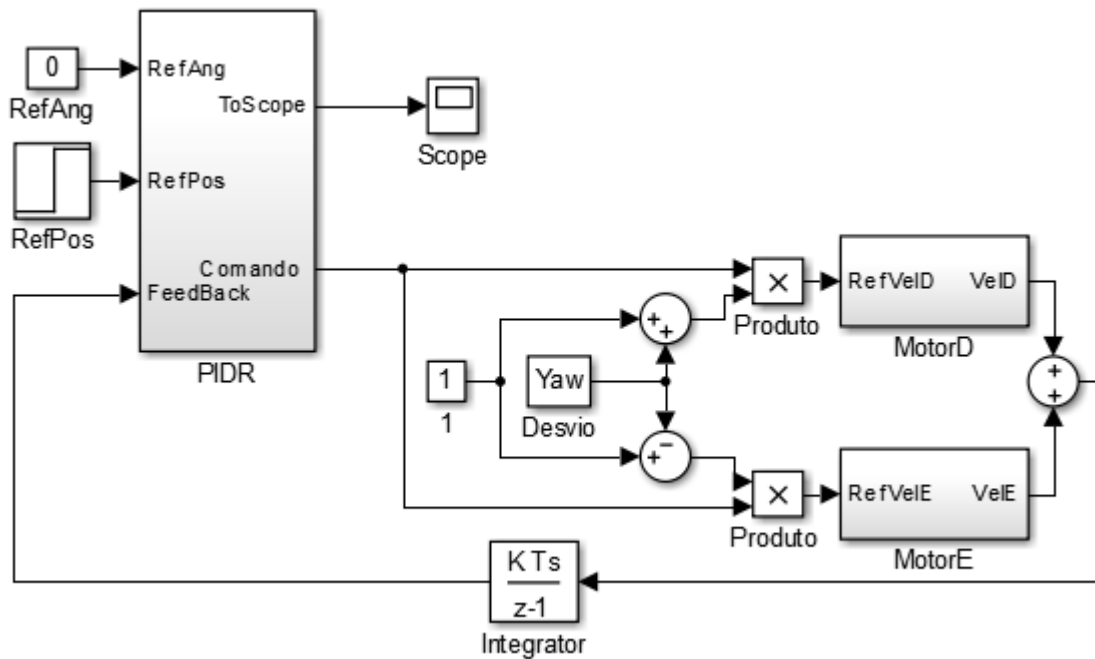 0
RefAng
RefAng
ToScope
Scope
RefPos
RefPos
Comando
FeedBack
PIDR
1
1
+
+
Yaw
Desvio
+
−
×
Produto
RefVelD VelD
MotorD
+
+
×
Produto
RefVelE VelE
MotorE
KTs
z-1
Integrator